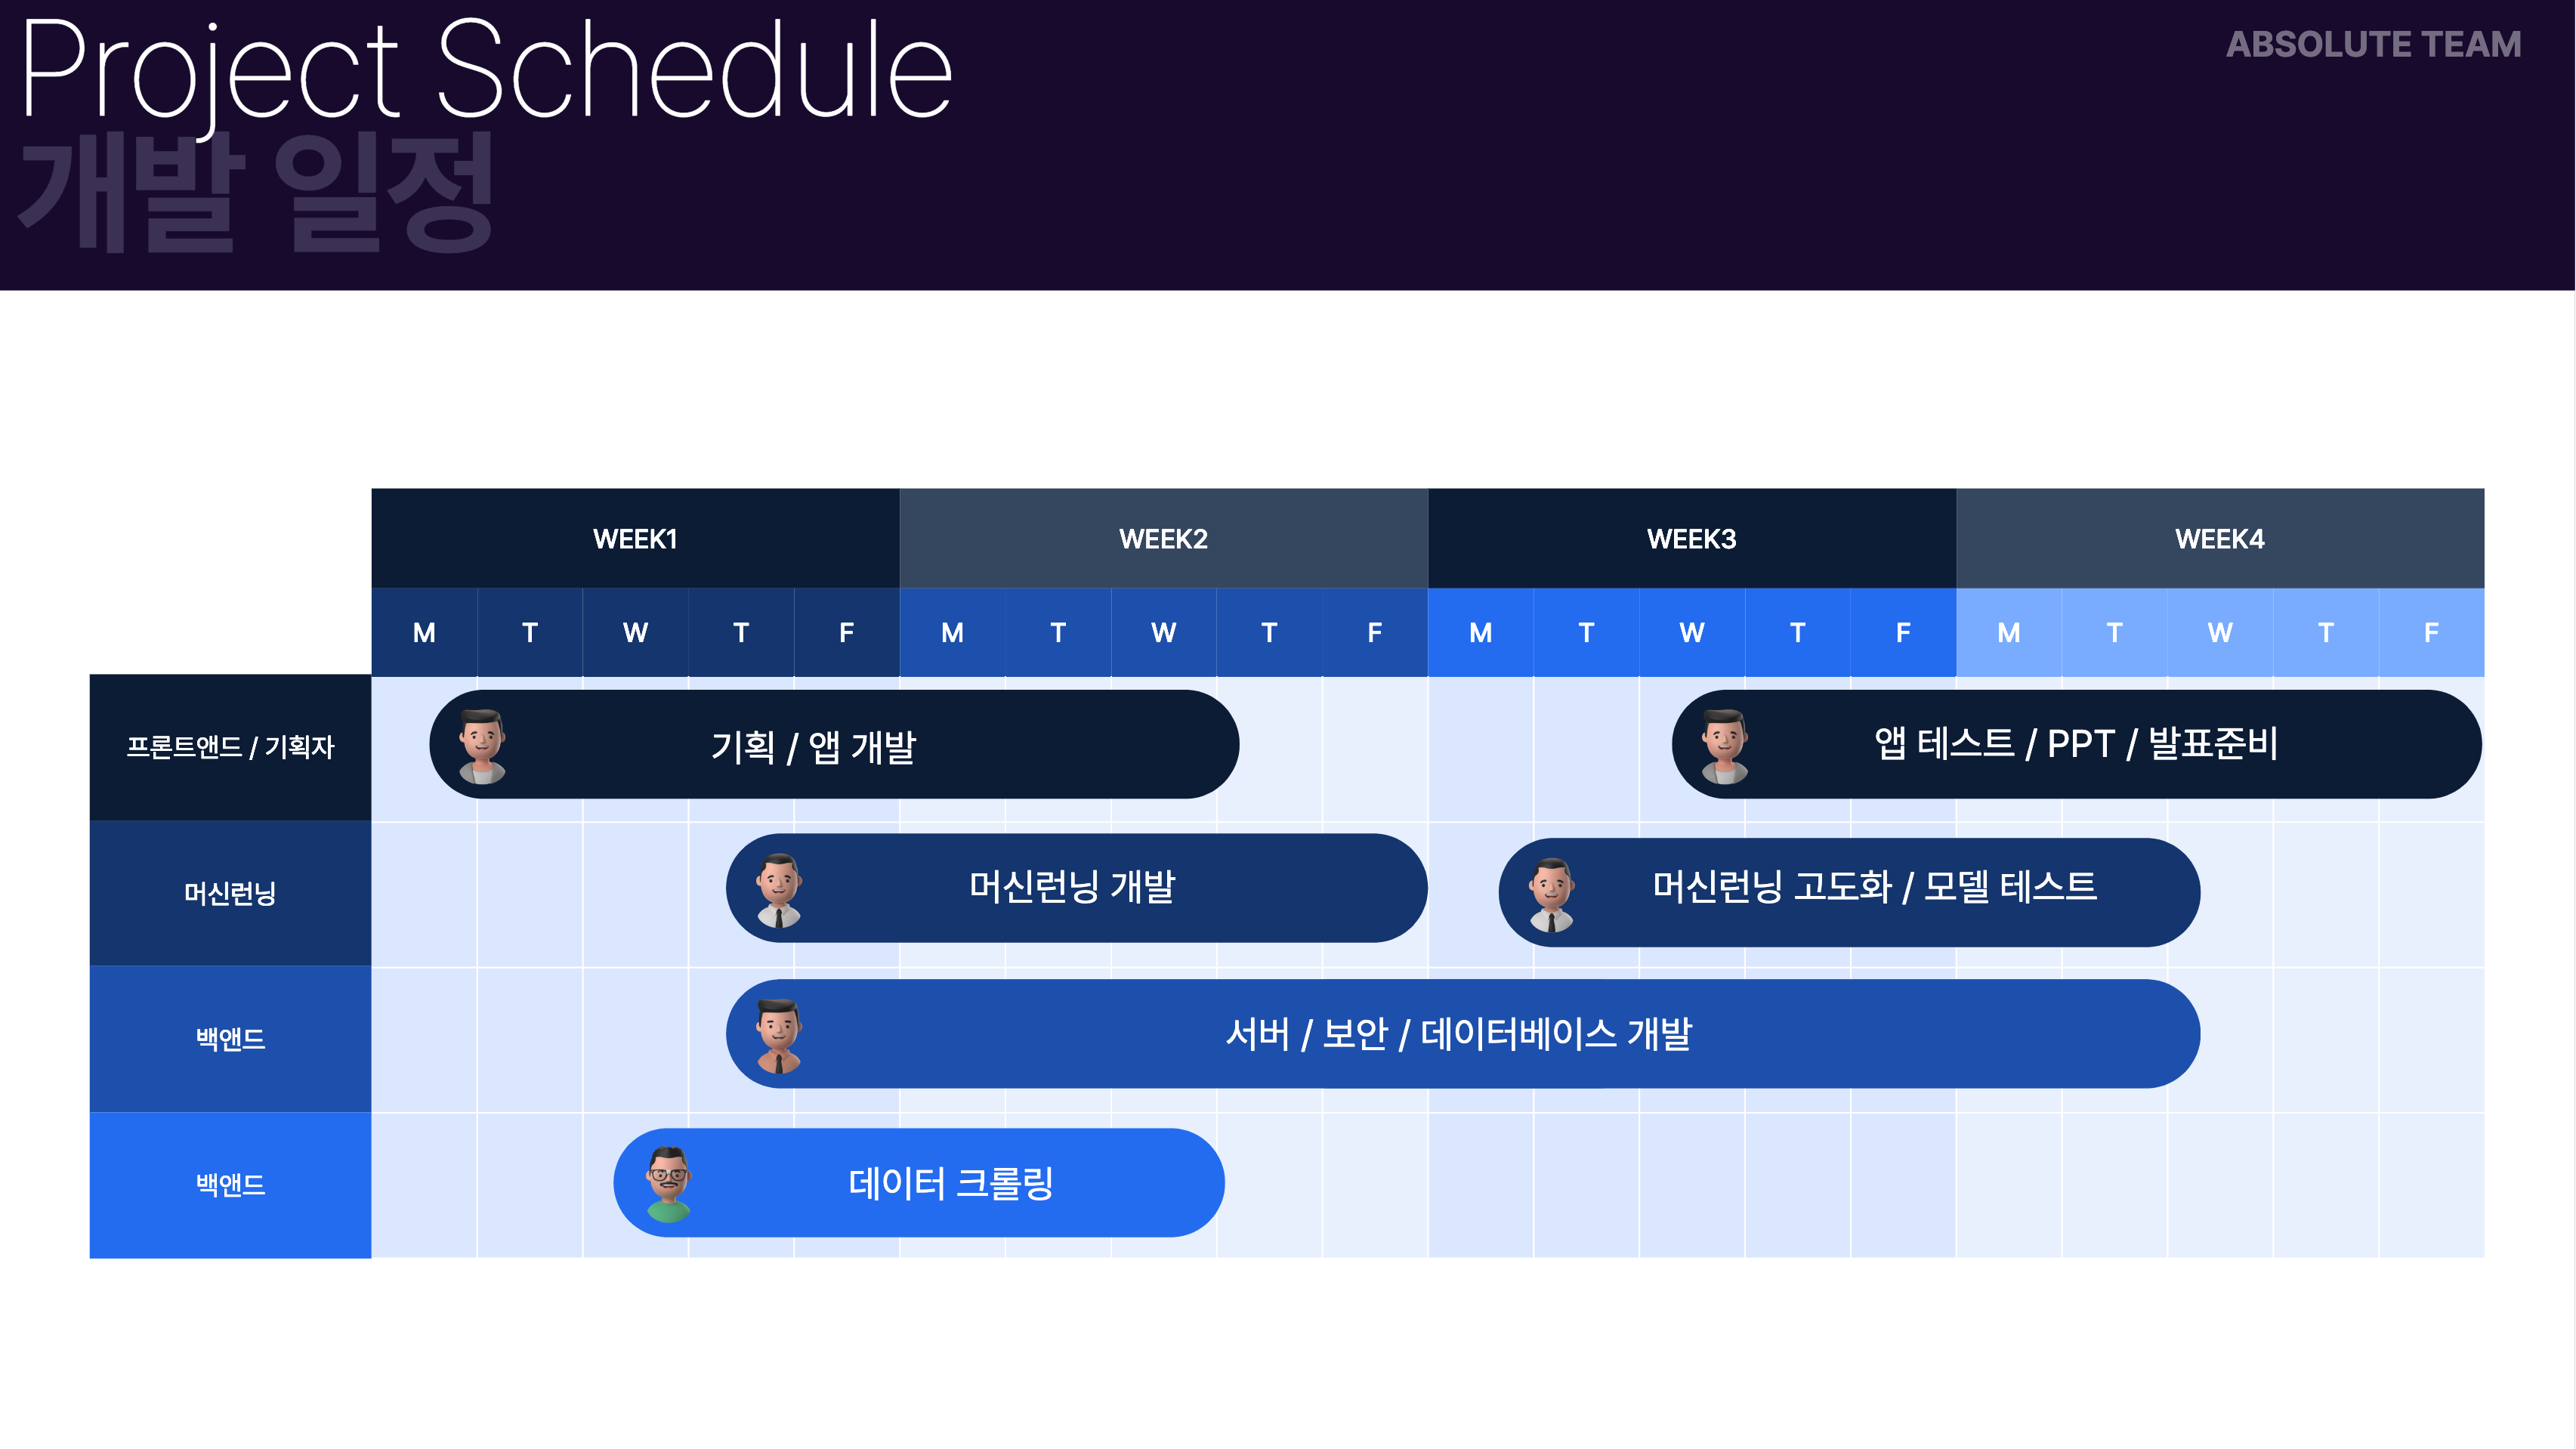 Project Schedule
ABSOLUTE TEAM
개발 일정
WEEK1 WEEK2 WEEK3 WEEK4
M T W T F M T W T F M T W T F M T W T F
프론트앤드 / 기획자 기획 / 앱 개발 앱 테스트 / PPT / 발표준비
머신런닝 머신런닝 개발 머신런닝 고도화 / 모델 테스트
백앤드 서버 / 보안 / 데이터베이스 개발
백앤드 데이터 크롤링